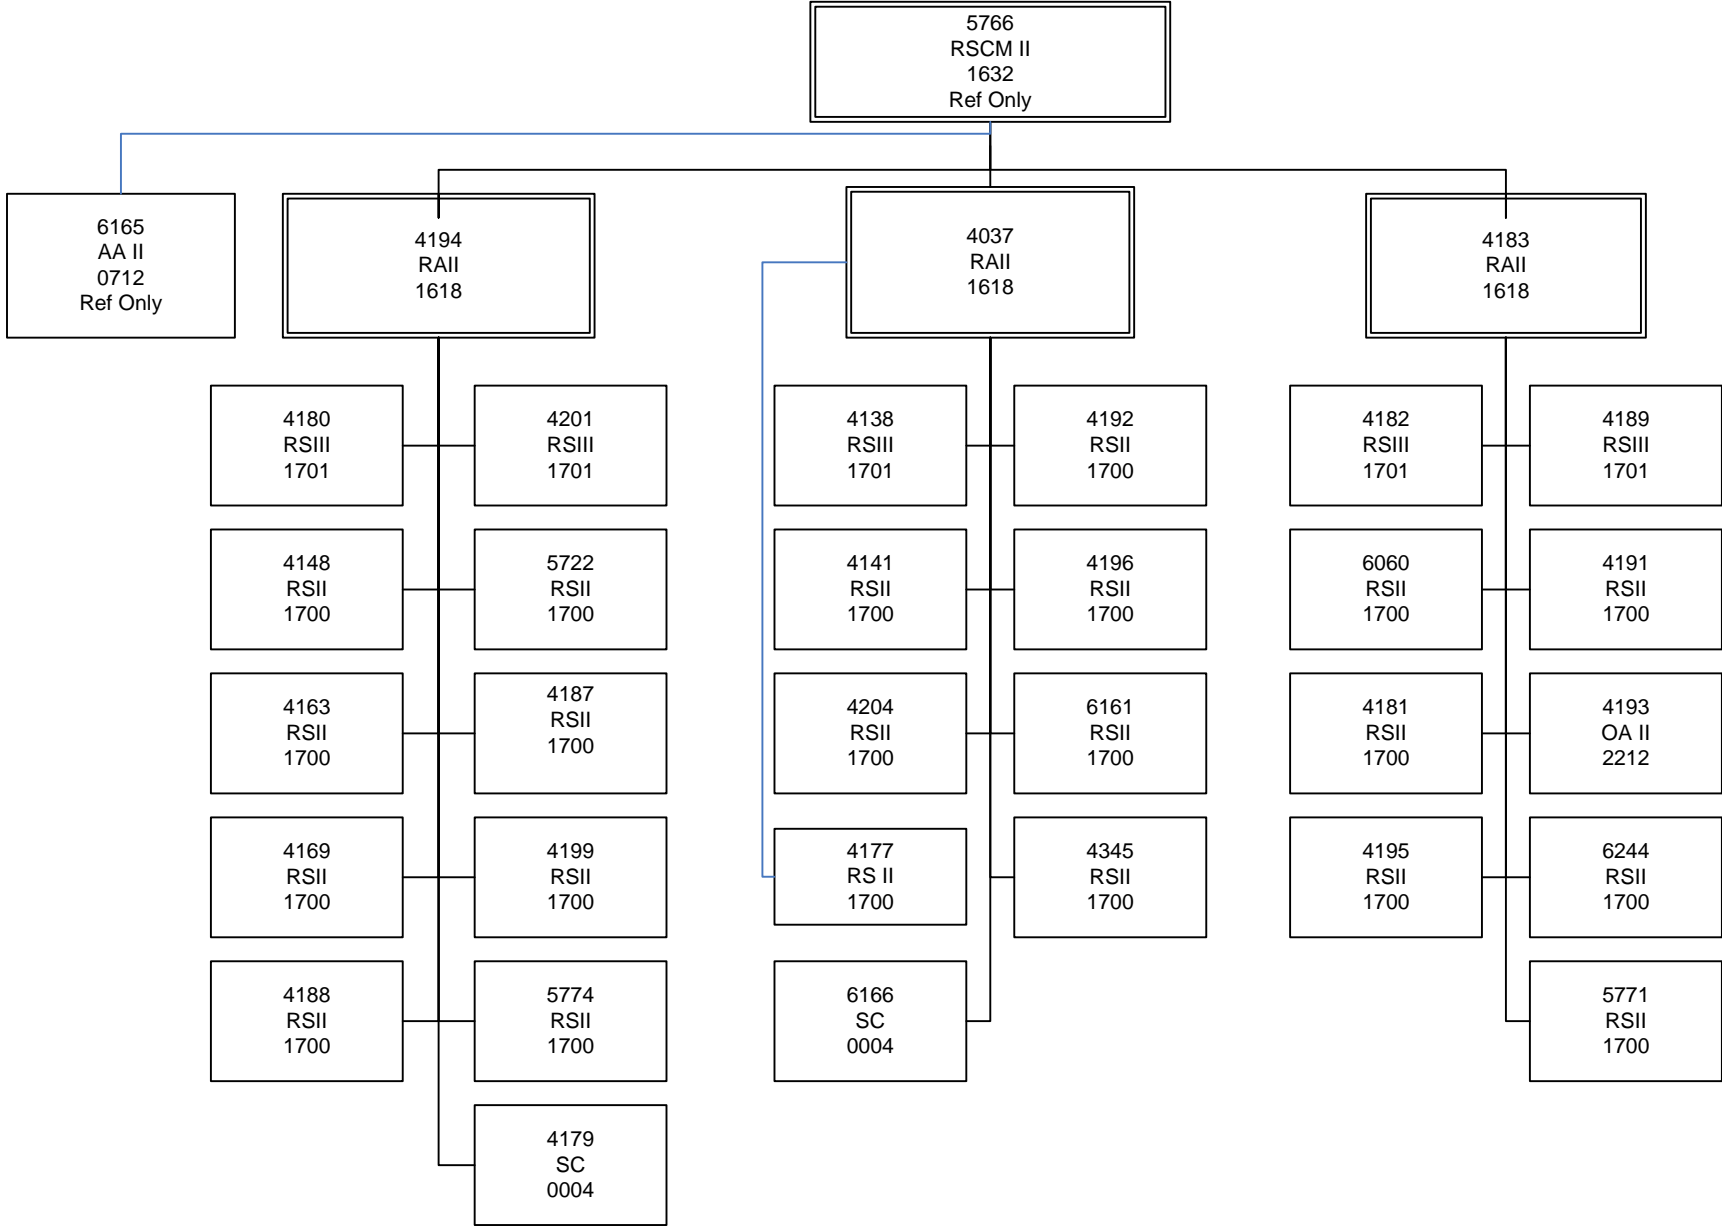 5766
RSCM II
1632
Ref Only
6165
AA II
0712
Ref Only
4194
RAII
1618
4037
RAII
1618
4183
RAII
1618
4180
RSIII
1701
4201
RSIII
1701
4138
RSIII
1701
4192
RSII
1700
4182
RSIII
1701
4189
RSIII
1701
4148
RSII
1700
5722
RSII
1700
4141
RSII
1700
4196
RSII
1700
6060
RSII
1700
4191
RSII
1700
4163
RSII
1700
4187
RSII
1700
4204
RSII
1700
6161
RSII
1700
4181
RSII
1700
4193
OA II
2212
4169
RSII
1700
4199
RSII
1700
4177
RS II
1700
4345
RSII
1700
4195
RSII
1700
6244
RSII
1700
4188
RSII
1700
5774
RSII
1700
6166
SC
0004
5771
RSII
1700
4179
SC
0004